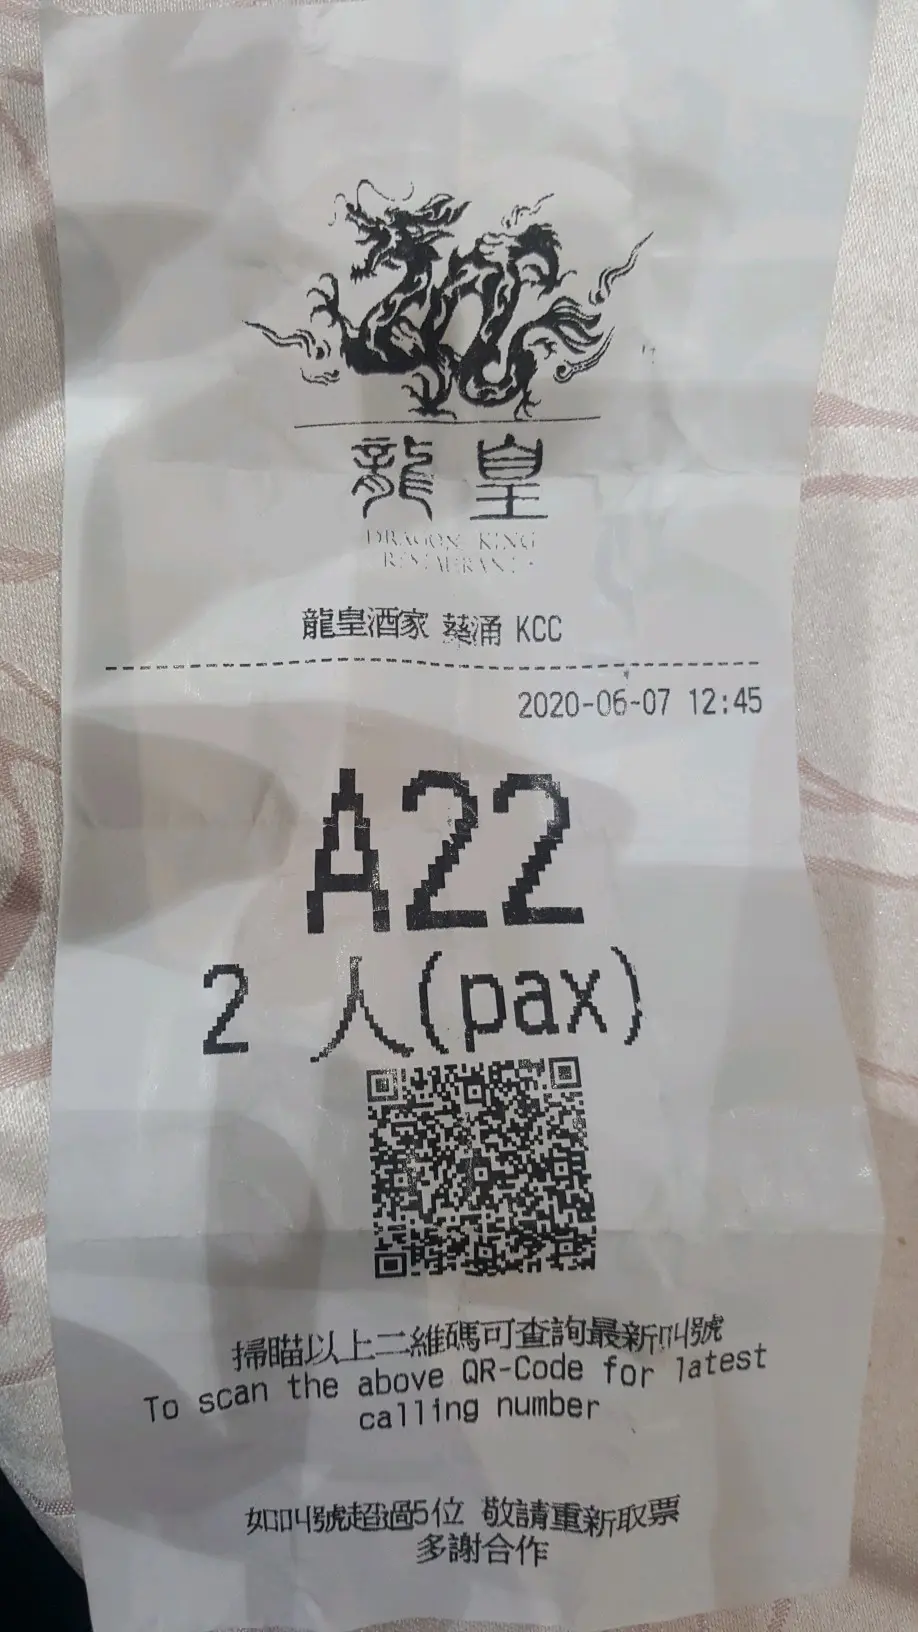 龍皇
DRAGON KING
RESTAURANT
龍皇酒家 葵涌 KCC
2020-06-07 12:45
A22
2 人(pax)
掃瞄以上二維碼可查詢最新叫號
To scan the above QR-Code for latest
calling number
如叫號超過5位 敬請重新取票
多謝合作